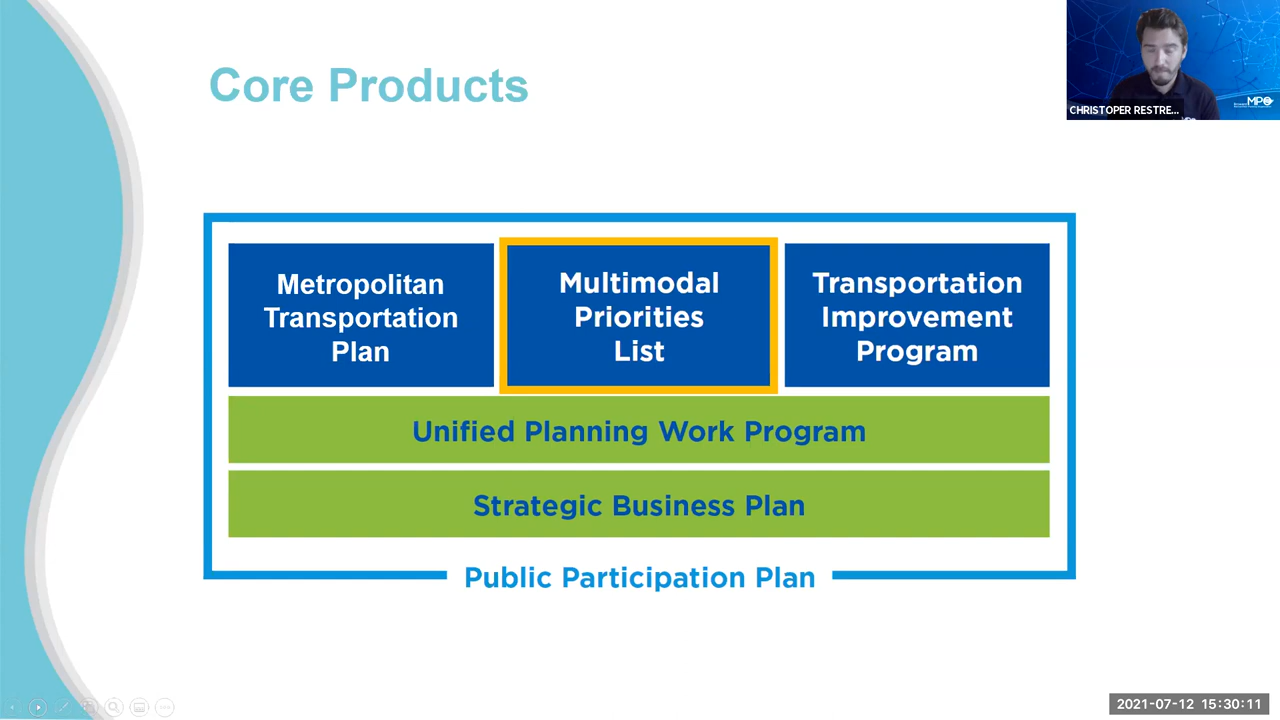 Core Products
CHRISTOPER RESTRE...
MPO
Metropolitan
Transportation
Plan
Multimodal
Priorities
List
Transportation
Improvement
Program
Unified Planning Work Program
Strategic Business Plan
Public Participation Plan
2021-07-12 15:30:11